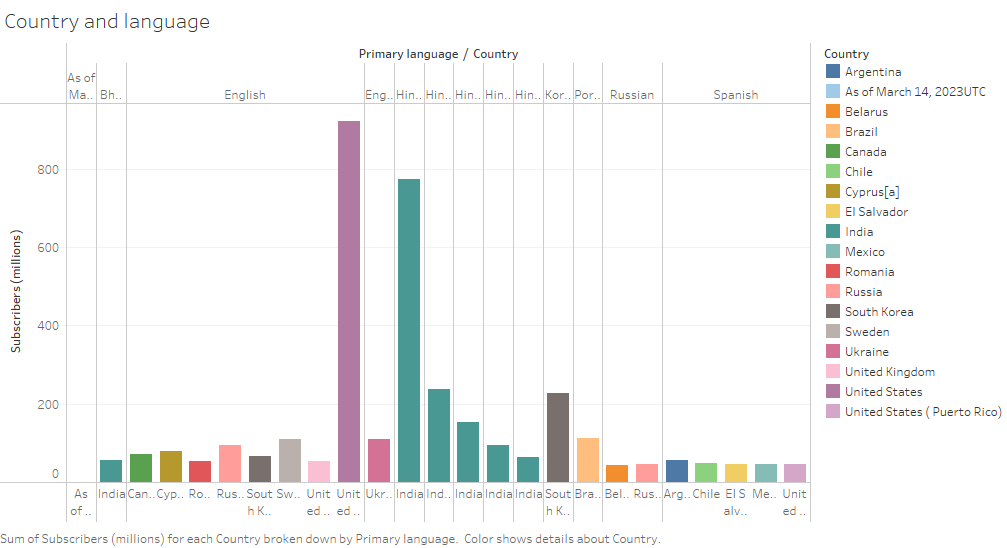 Country and language
Primary language / Country
As of
Ma.. Bh.. English Eng.. Hin.. Hin.. Hin.. Hin.. Hin.. Kor.. Por.. Russian Spanish
Subscribers (millions)
800
600
400
200
0
As India Can.. Cyp.. Ro.. Rus.. Sout Sw.. Unit Unit Ukr.. India Ind.. India India India Sout Bra.. Bel.. Rus.. Arg.. Chile El S Me.. Unit
of .. h K.. ed .. ed .. h K.. alv.. ed ..
Country
Argentina
As of March 14, 2023UTC
Belarus
Brazil
Canada
Chile
Cyprus[a]
El Salvador
India
Mexico
Romania
Russia
South Korea
Sweden
Ukraine
United Kingdom
United States
United States ( Puerto Rico)
Sum of Subscribers (millions) for each Country broken down by Primary language. Color shows details about Country.